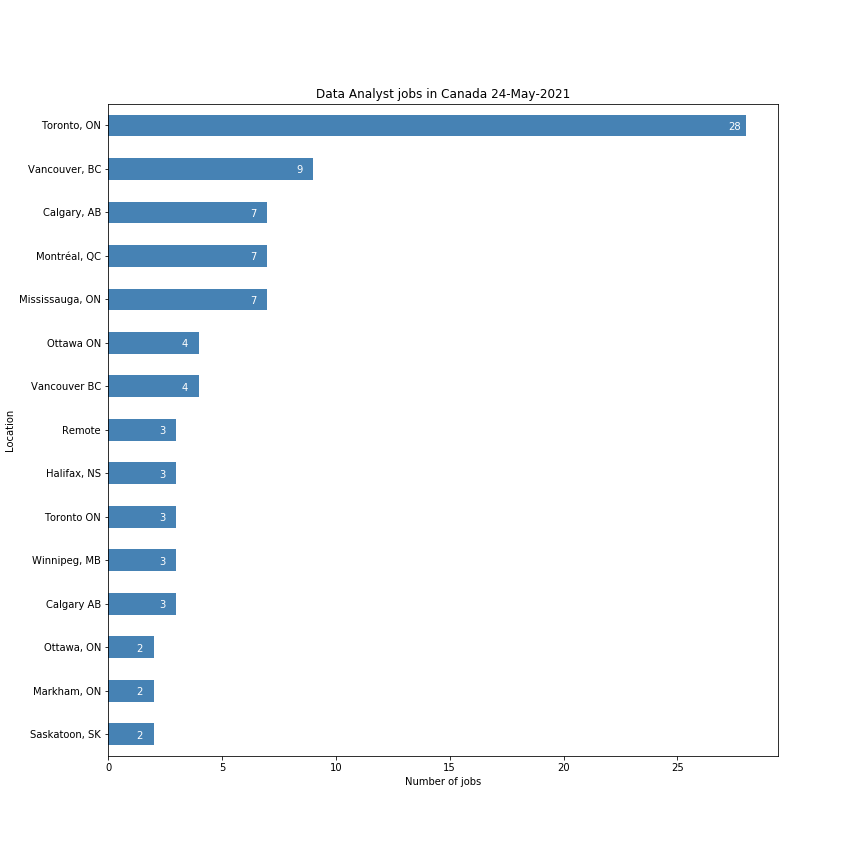 Data Analyst jobs in Canada 24-May-2021
Toronto, ON 28
Vancouver, BC 9
Calgary, AB 7
Montréal, QC 7
Mississauga, ON 7
Ottawa ON 4
Vancouver BC 4
Remote 3
Halifax, NS 3
Toronto ON 3
Winnipeg, MB 3
Calgary AB 3
Ottawa, ON 2
Markham, ON 2
Saskatoon, SK 2
Location
0 5 10 15 20 25
Number of jobs